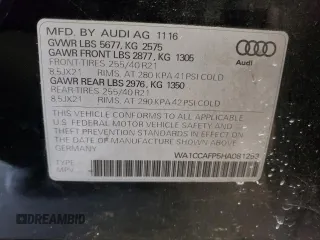 MFD. BY AUDI AG 11 16
GVWR LBS 5677, KG 2575
GAWR FRONT LBS 2877, KG 1305
FRONT-TIRES 255/40 R21
8.5JX21 RIMS, AT 280 KPA 41 PSI COLD
GAWR REAR LBS 2976, KG 1350
REAR-TIRES 255/40 R21
8.5JX21 RIMS, AT 290 KPA 42 PSI COLD
Audi
THIS VEHICLE CONFORMS TO ALL
APPLICABLE FEDERAL MOTOR
VEHICLE SAFETY, BUMPER, AND
THEFT PREVENTION STANDARDS
IN EFFECT ON THE DATE OF
MANUFACTURE SHOWN ABOVE.
TYPE:
DREAMBID